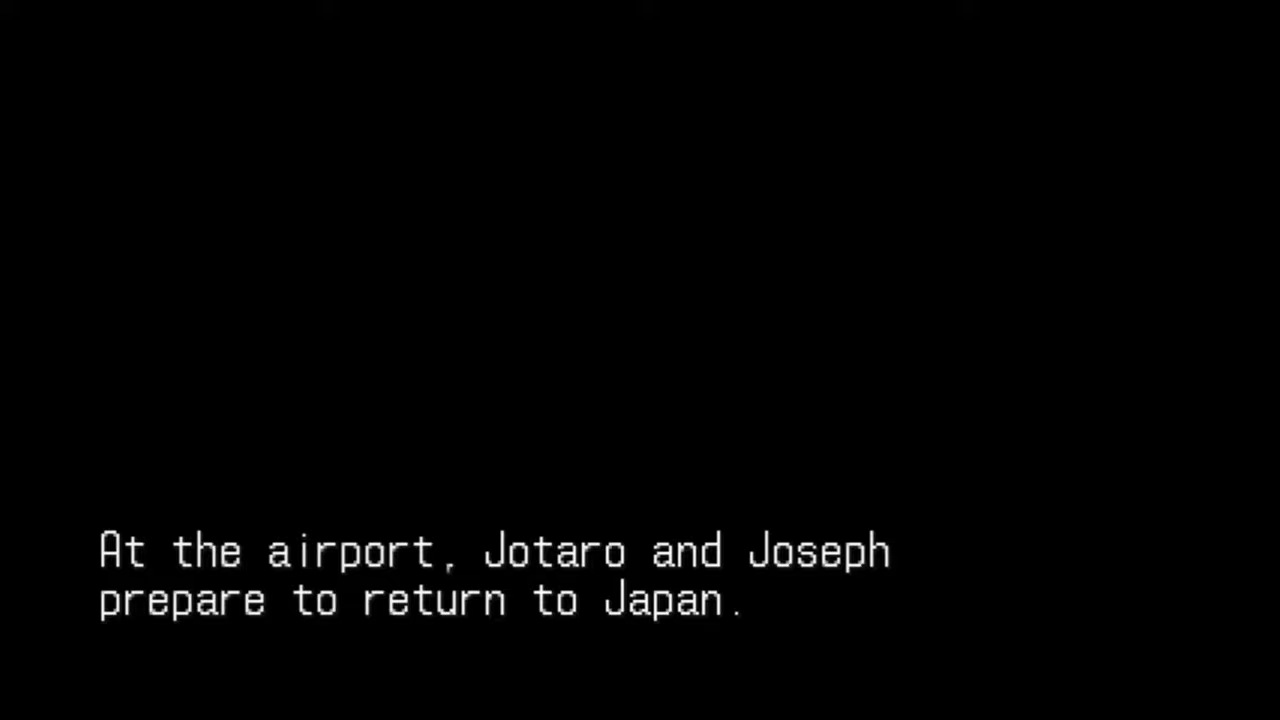 At the airport, Jotaro and Joseph
prepare to return to Japan.